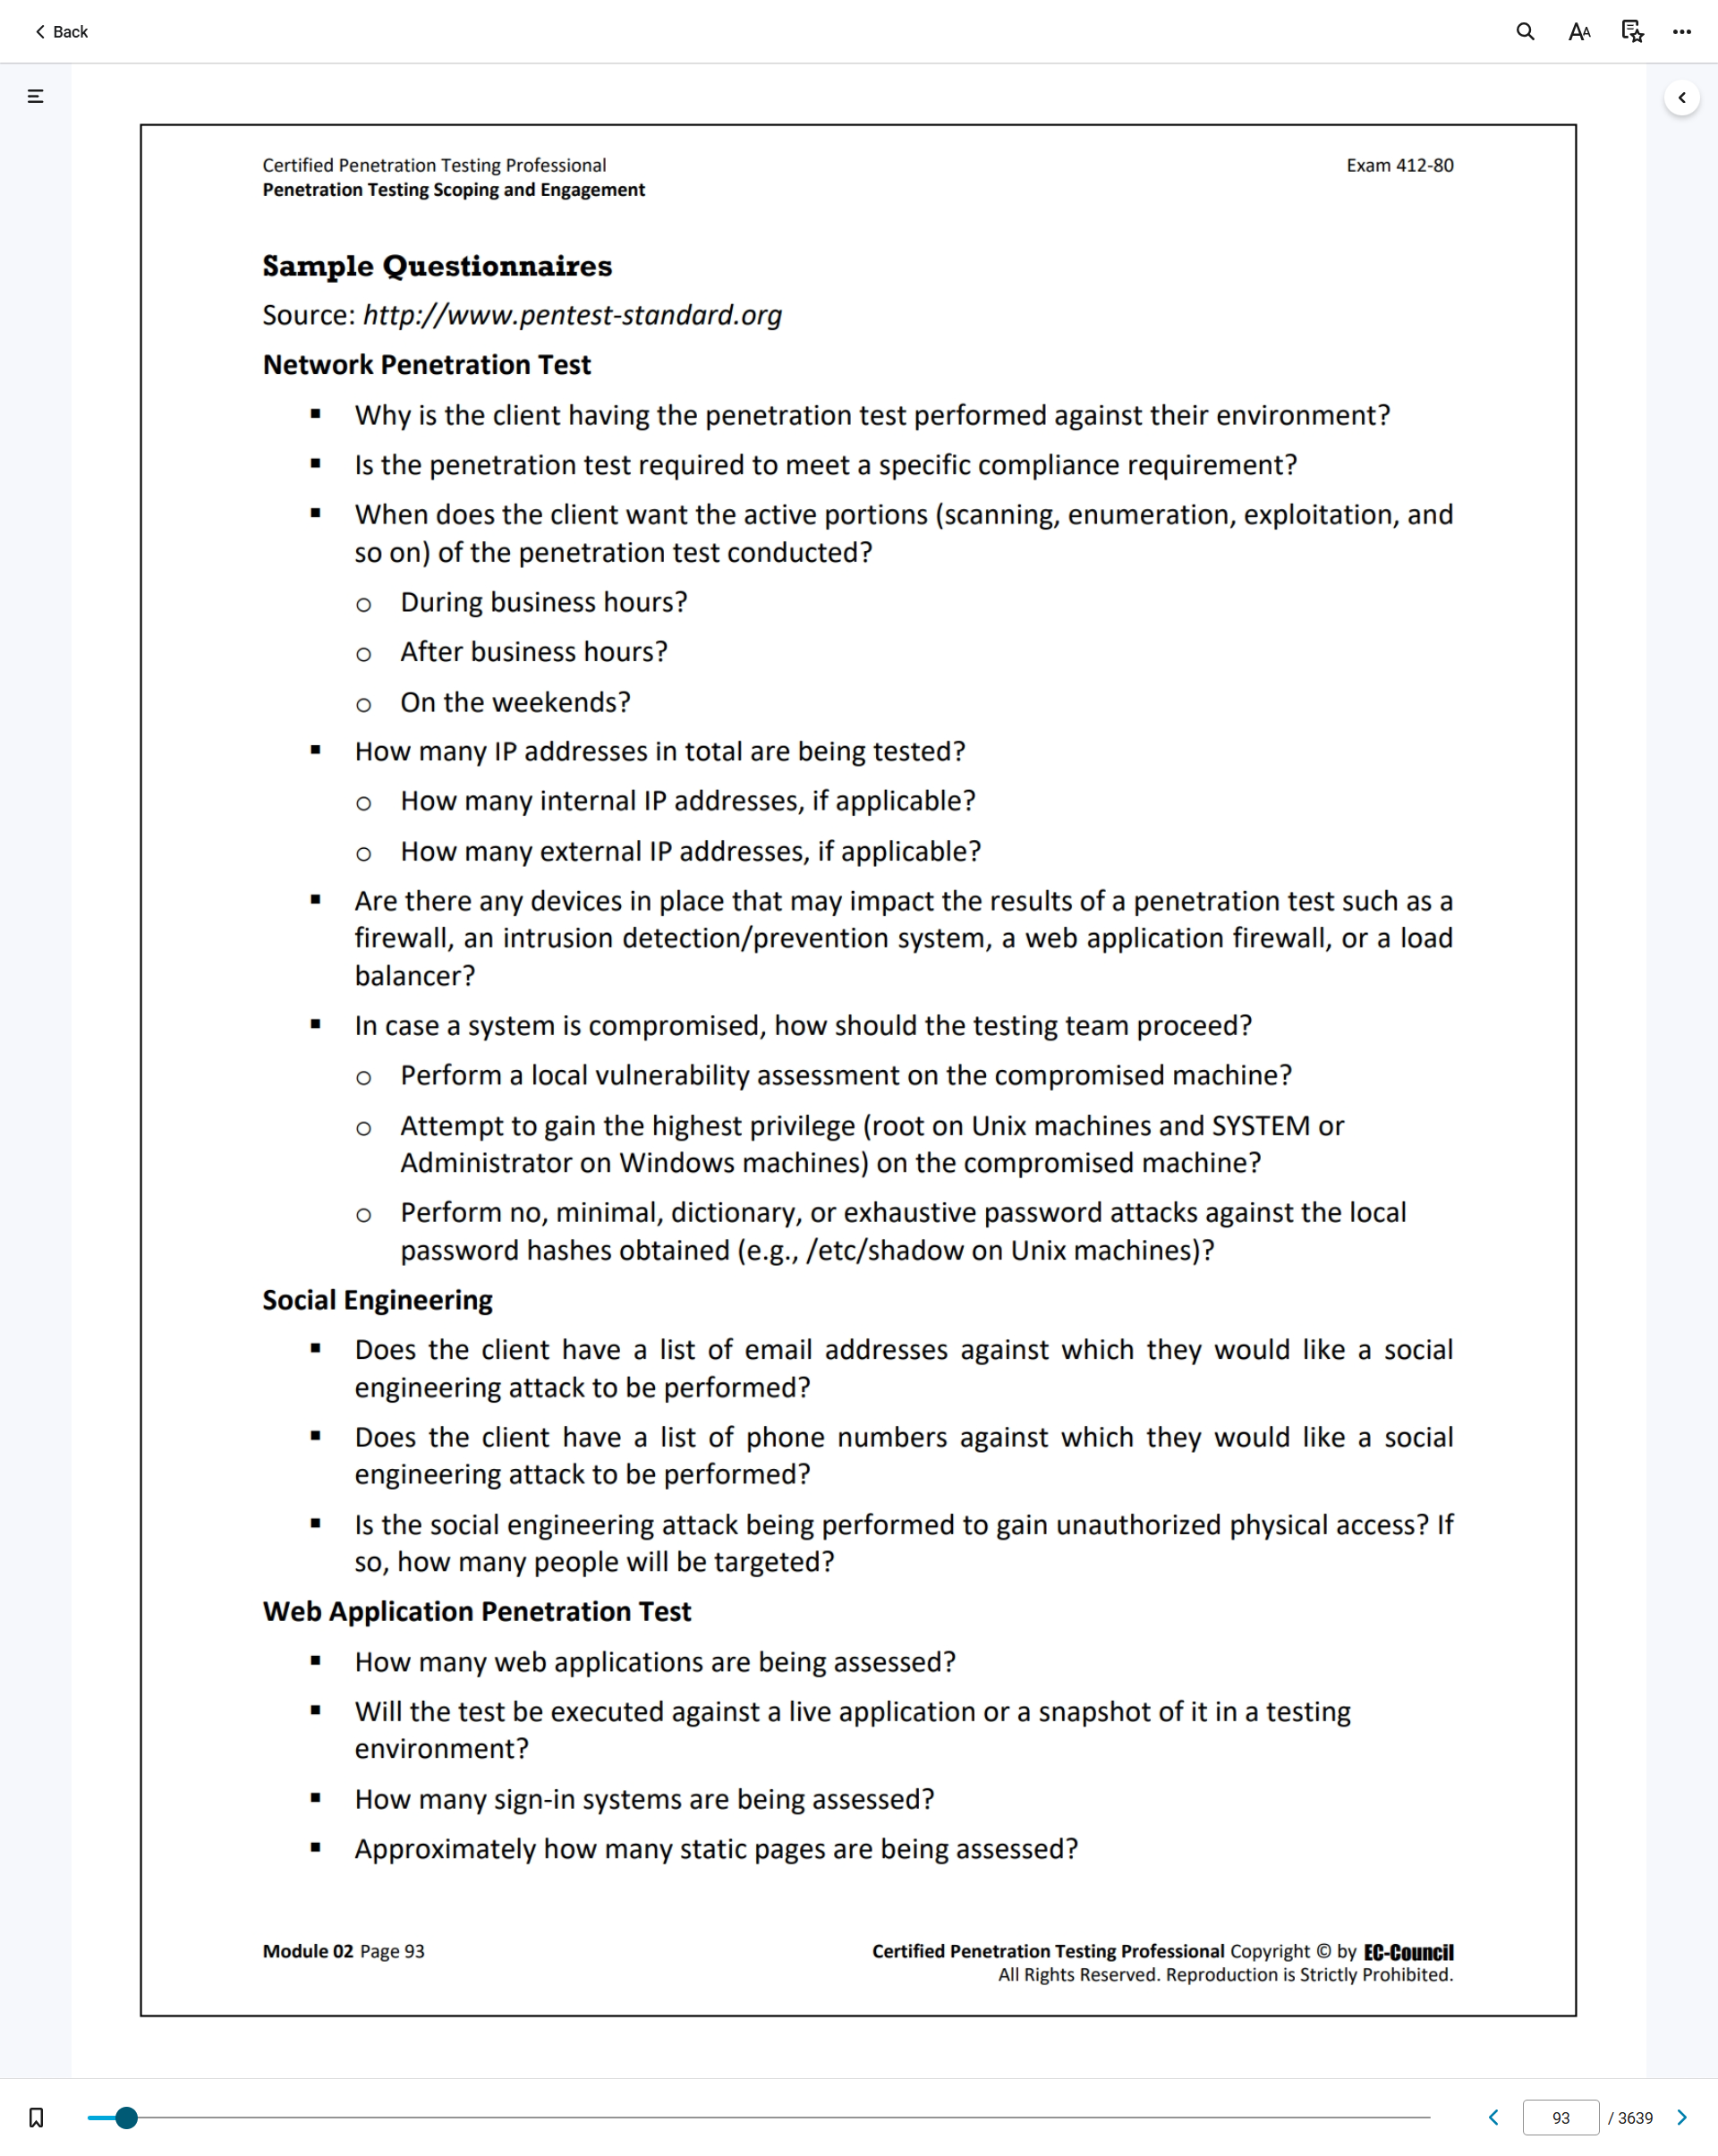 Back
Certified Penetration Testing Professional
Exam 412-80
Penetration Testing Scoping and Engagement
Sample Questionnaires
Source: http://www.pentest-standard.org
Network Penetration Test
▪ Why is the client having the penetration test performed against their environment?
▪ Is the penetration test required to meet a specific compliance requirement?
▪ When does the client want the active portions (scanning, enumeration, exploitation, and
so on) of the penetration test conducted?
o During business hours?
o After business hours?
o On the weekends?
▪ How many IP addresses in total are being tested?
o How many internal IP addresses, if applicable?
o How many external IP addresses, if applicable?
▪ Are there any devices in place that may impact the results of a penetration test such as a
firewall, an intrusion detection/prevention system, a web application firewall, or a load
balancer?
▪ In case a system is compromised, how should the testing team proceed?
o Perform a local vulnerability assessment on the compromised machine?
o Attempt to gain the highest privilege (root on Unix machines and SYSTEM or
Administrator on Windows machines) on the compromised machine?
o Perform no, minimal, dictionary, or exhaustive password attacks against the local
password hashes obtained (e.g., /etc/shadow on Unix machines)?
Social Engineering
▪ Does the client have a list of email addresses against which they would like a social
engineering attack to be performed?
▪ Does the client have a list of phone numbers against which they would like a social
engineering attack to be performed?
▪ Is the social engineering attack being performed to gain unauthorized physical access? If
so, how many people will be targeted?
Web Application Penetration Test
▪ How many web applications are being assessed?
▪ Will the test be executed against a live application or a snapshot of it in a testing
environment?
▪ How many sign-in systems are being assessed?
▪ Approximately how many static pages are being assessed?
Module 02 Page 93
Certified Penetration Testing Professional Copyright © by EC-Council
All Rights Reserved. Reproduction is Strictly Prohibited.
93 / 3639